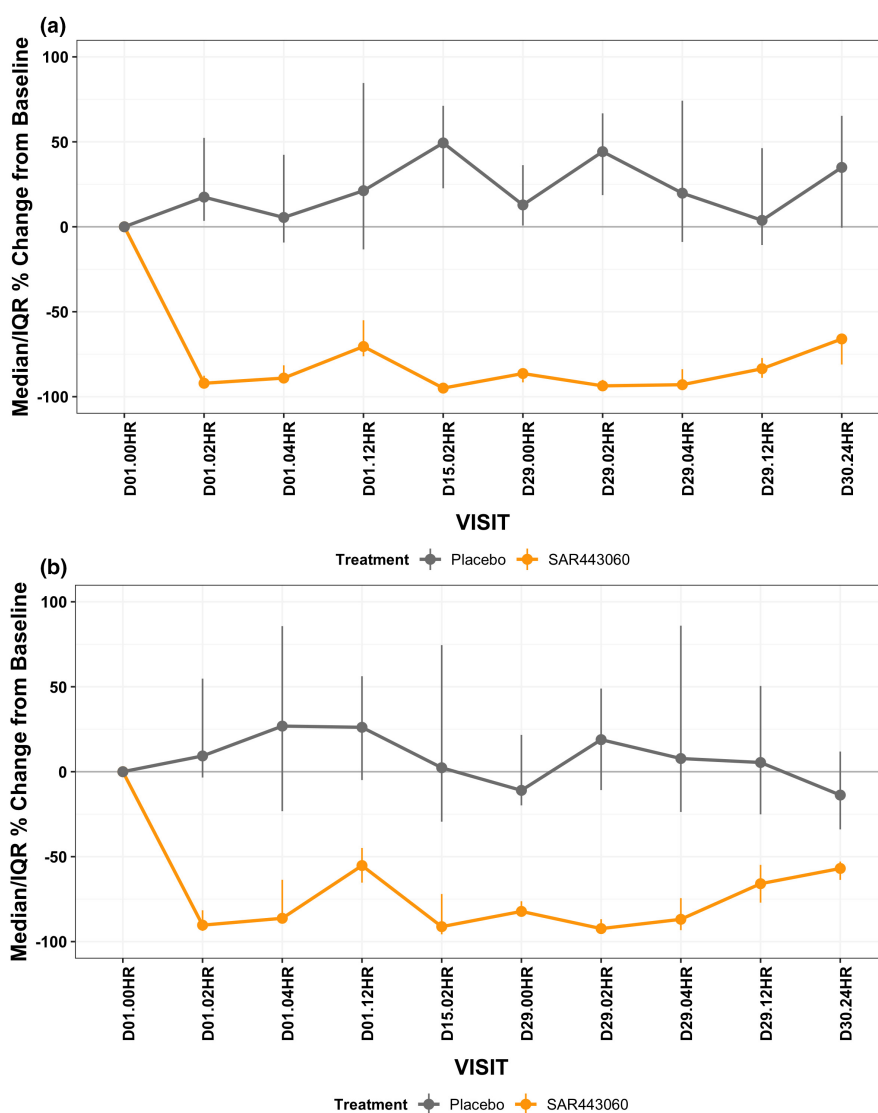 (a)
Median/IQR % Change from Baseline
100
50
0
-50
-100
D01.00HR
D01.02HR
D01.04HR
D01.12HR
D15.02HR
D29.00HR
D29.02HR
D29.04HR
D29.12HR
D30.24HR
VISIT
Treatment Placebo SAR443060
(b)
Median/IQR % Change from Baseline
100
50
0
-50
-100
D01.00HR
D01.02HR
D01.04HR
D01.12HR
D15.02HR
D29.00HR
D29.02HR
D29.04HR
D29.12HR
D30.24HR
VISIT
Treatment Placebo SAR443060